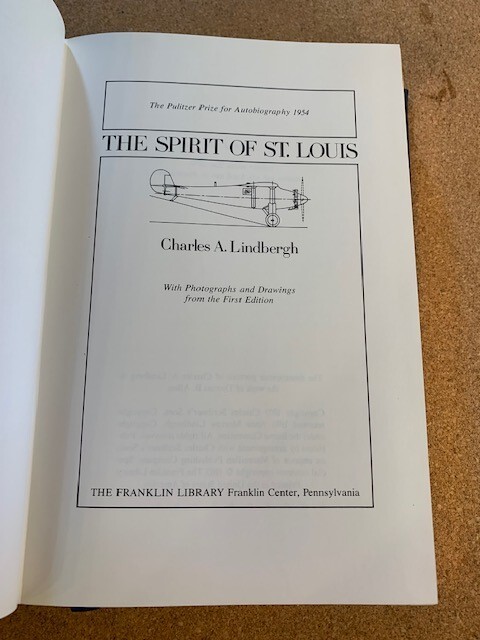 The Pulitzer Prize for Autobiography 1954
THE SPIRIT OF ST. LOUIS
Charles A. Lindbergh
With Photographs and Drawings
from the First Edition
THE FRANKLIN LIBRARY Franklin Center, Pennsylvania